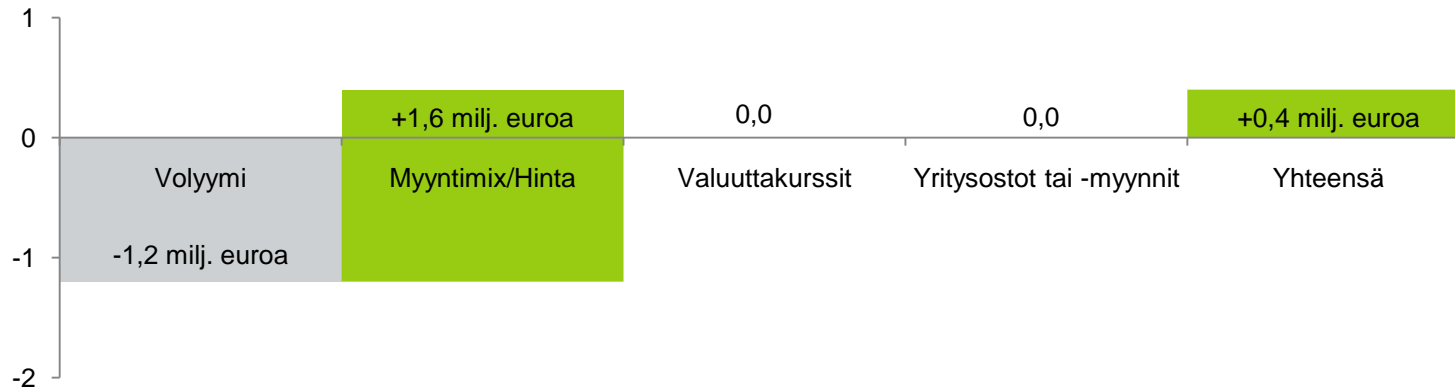 1
+1,6 milj. euroa 0,0 0,0 +0,4 milj. euroa
0
Volyymi Myyntimix/Hinta Valuuttakurssit Yritysostot tai -myynnit Yhteensä
-1 -1,2 milj. euroa
-2